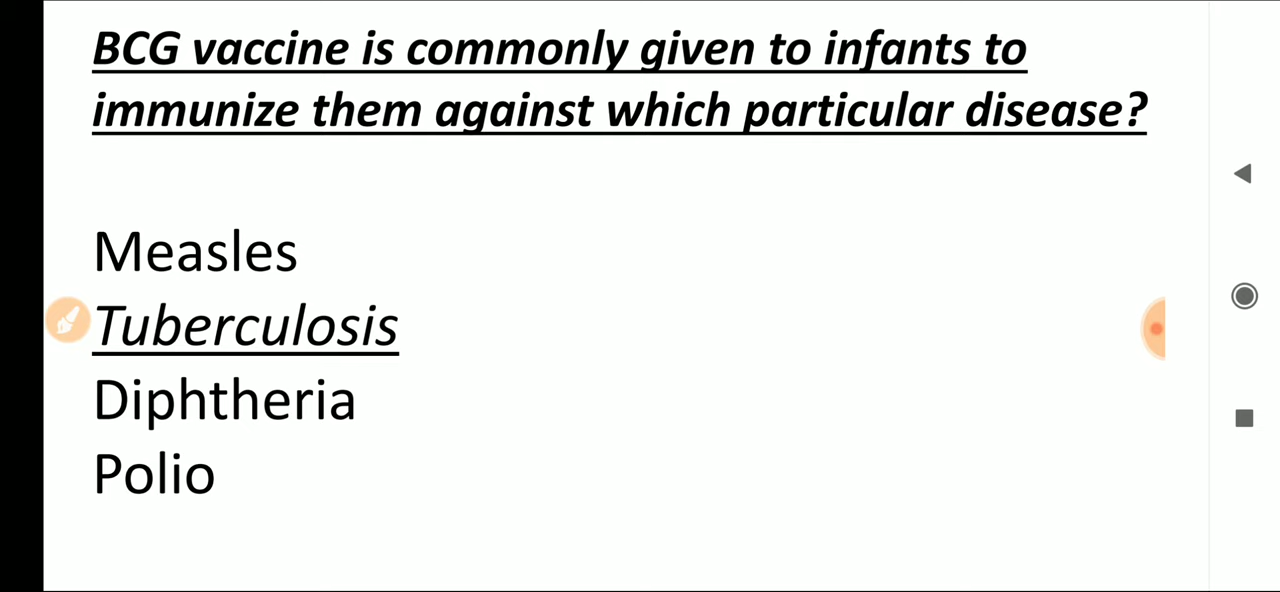 BCG vaccine is commonly given to infants to
immunize them against which particular disease?
Measles
Tuberculosis
Diphtheria
Polio